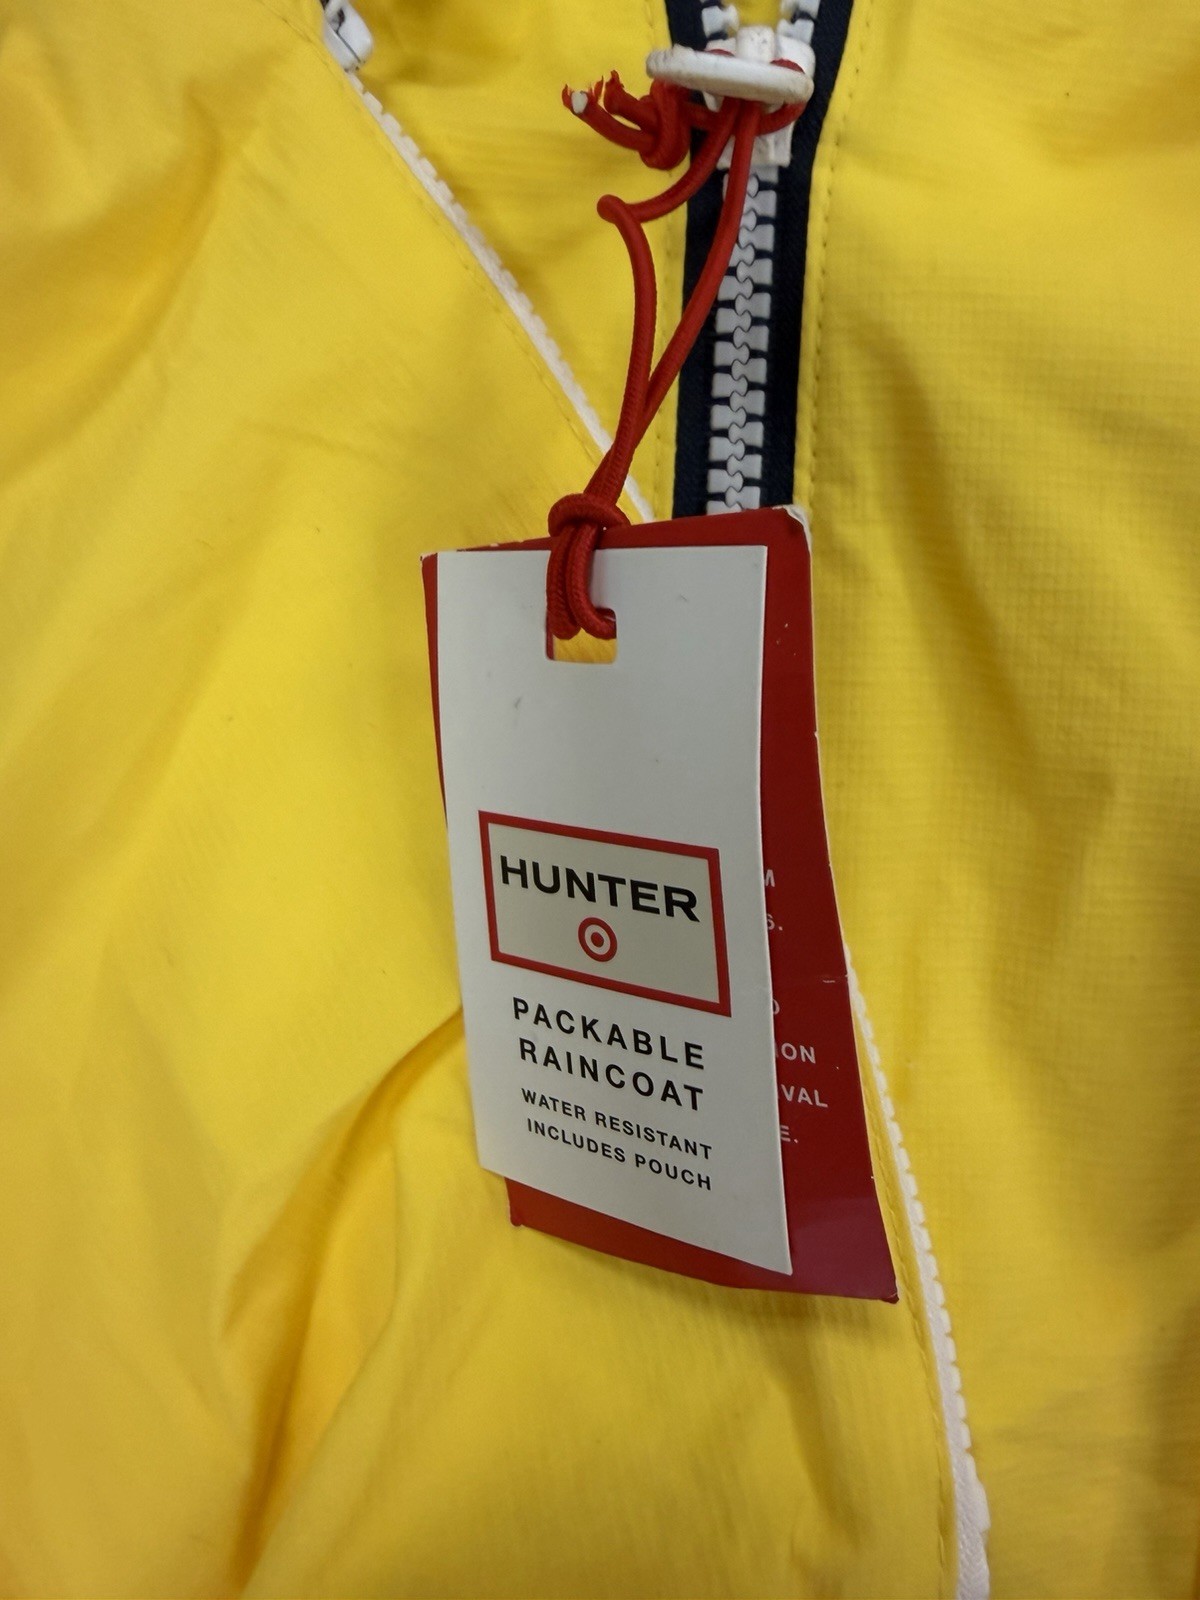 HUNTER
PACKABLE
RAINCOAT
WATER RESISTANT
INCLUDES POUCH